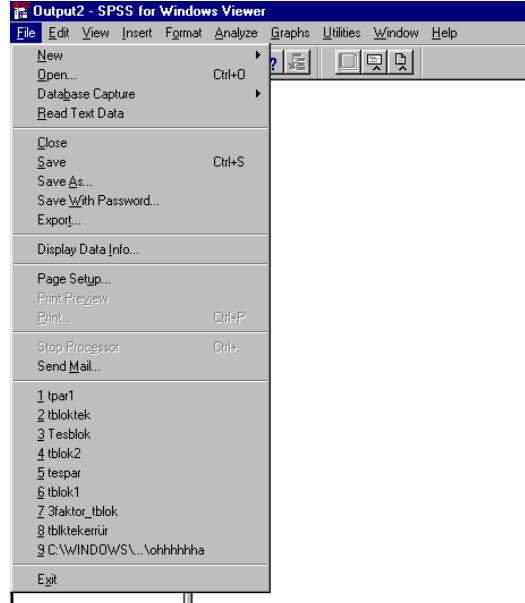 Output2 - SPSS for Windows Viewer
File Edit View Insert Format Analyze Graphs Utilities Window Help
New
Open... Ctrl+O
Database Capture
Read Text Data
Close
Save Ctrl+S
Save As...
Save With Password...
Export...
Display Data Info...
Page Setup...
Print Preview
Print... Ctrl+P
Stop Processor Ctrl+.
Send Mail...
1 tpar1
2 tbloktek
3 Tesblok
4 tblok2
5 tespar
6 tblok1
7 3faktor_tblok
8 tblktekerrür
9 C:\WINDOWS\...\ohhhhhha
Exit